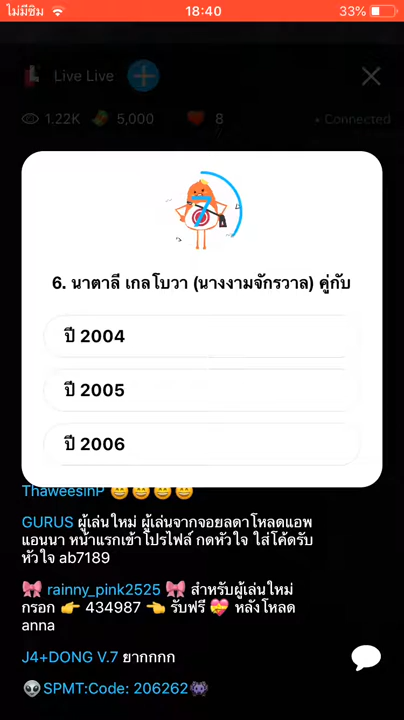 ไม่มีซิม 18:40 33%
Live Live
1.22K 5,000 8 • Connected
7
6. นาตาลี เกลโบวา (นางงามจักรวาล) คู่กับ
ปี 2004
ปี 2005
ปี 2006
ThaweesinP 😁😁😁😁
GURUS ผู้เล่นใหม่ ผู้เล่นจากจอยลดาโหลดแอพ
แอนนา หน้าแรกเข้าโปรไฟล์ กดหัวใจ ใส่โค้ดรับ
หัวใจ ab7189
🎀 rainny_pink2525 🎀 สำหรับผู้เล่นใหม่
กรอก 👉 434987 👈 รับฟรี 💝 หลังโหลด
anna
J4+DONG V.7 ยากกกก
👽SPMT:Code: 206262👾